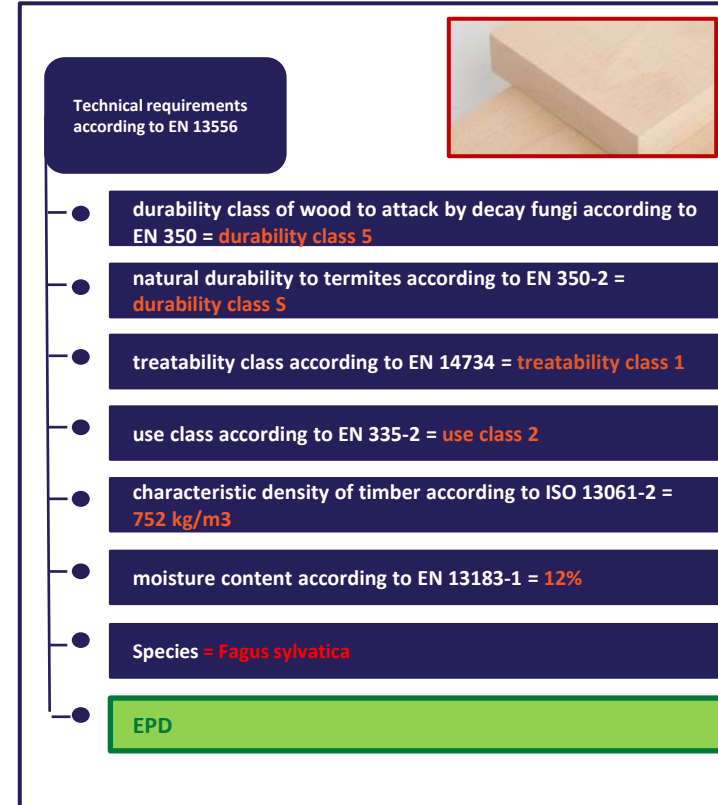 Technical requirements
according to EN 13556
durability class of wood to attack by decay fungi according to
EN 350 = durability class 5
natural durability to termites according to EN 350-2 =
durability class S
treatability class according to EN 14734 = treatability class 1
use class according to EN 335-2 = use class 2
characteristic density of timber according to ISO 13061-2 =
752 kg/m3
moisture content according to EN 13183-1 = 12%
Species = Fagus sylvatica
EPD